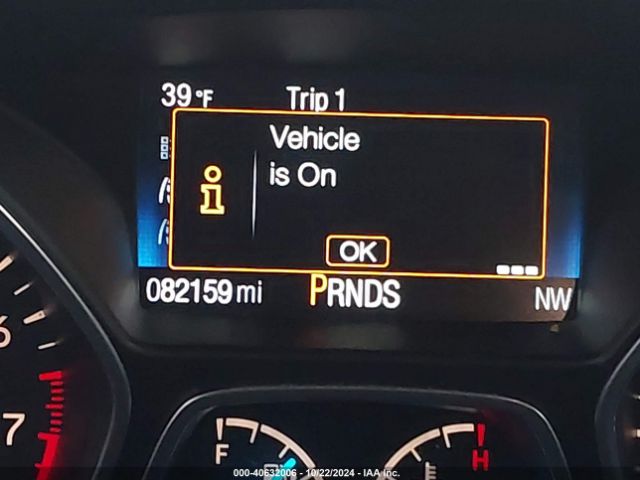 39°F Trip 1
Vehicle
is On
i
OK
082159 mi PRNDS NW
6
7
F H
000-40632006 - 10/22/2024 - IAA Inc.